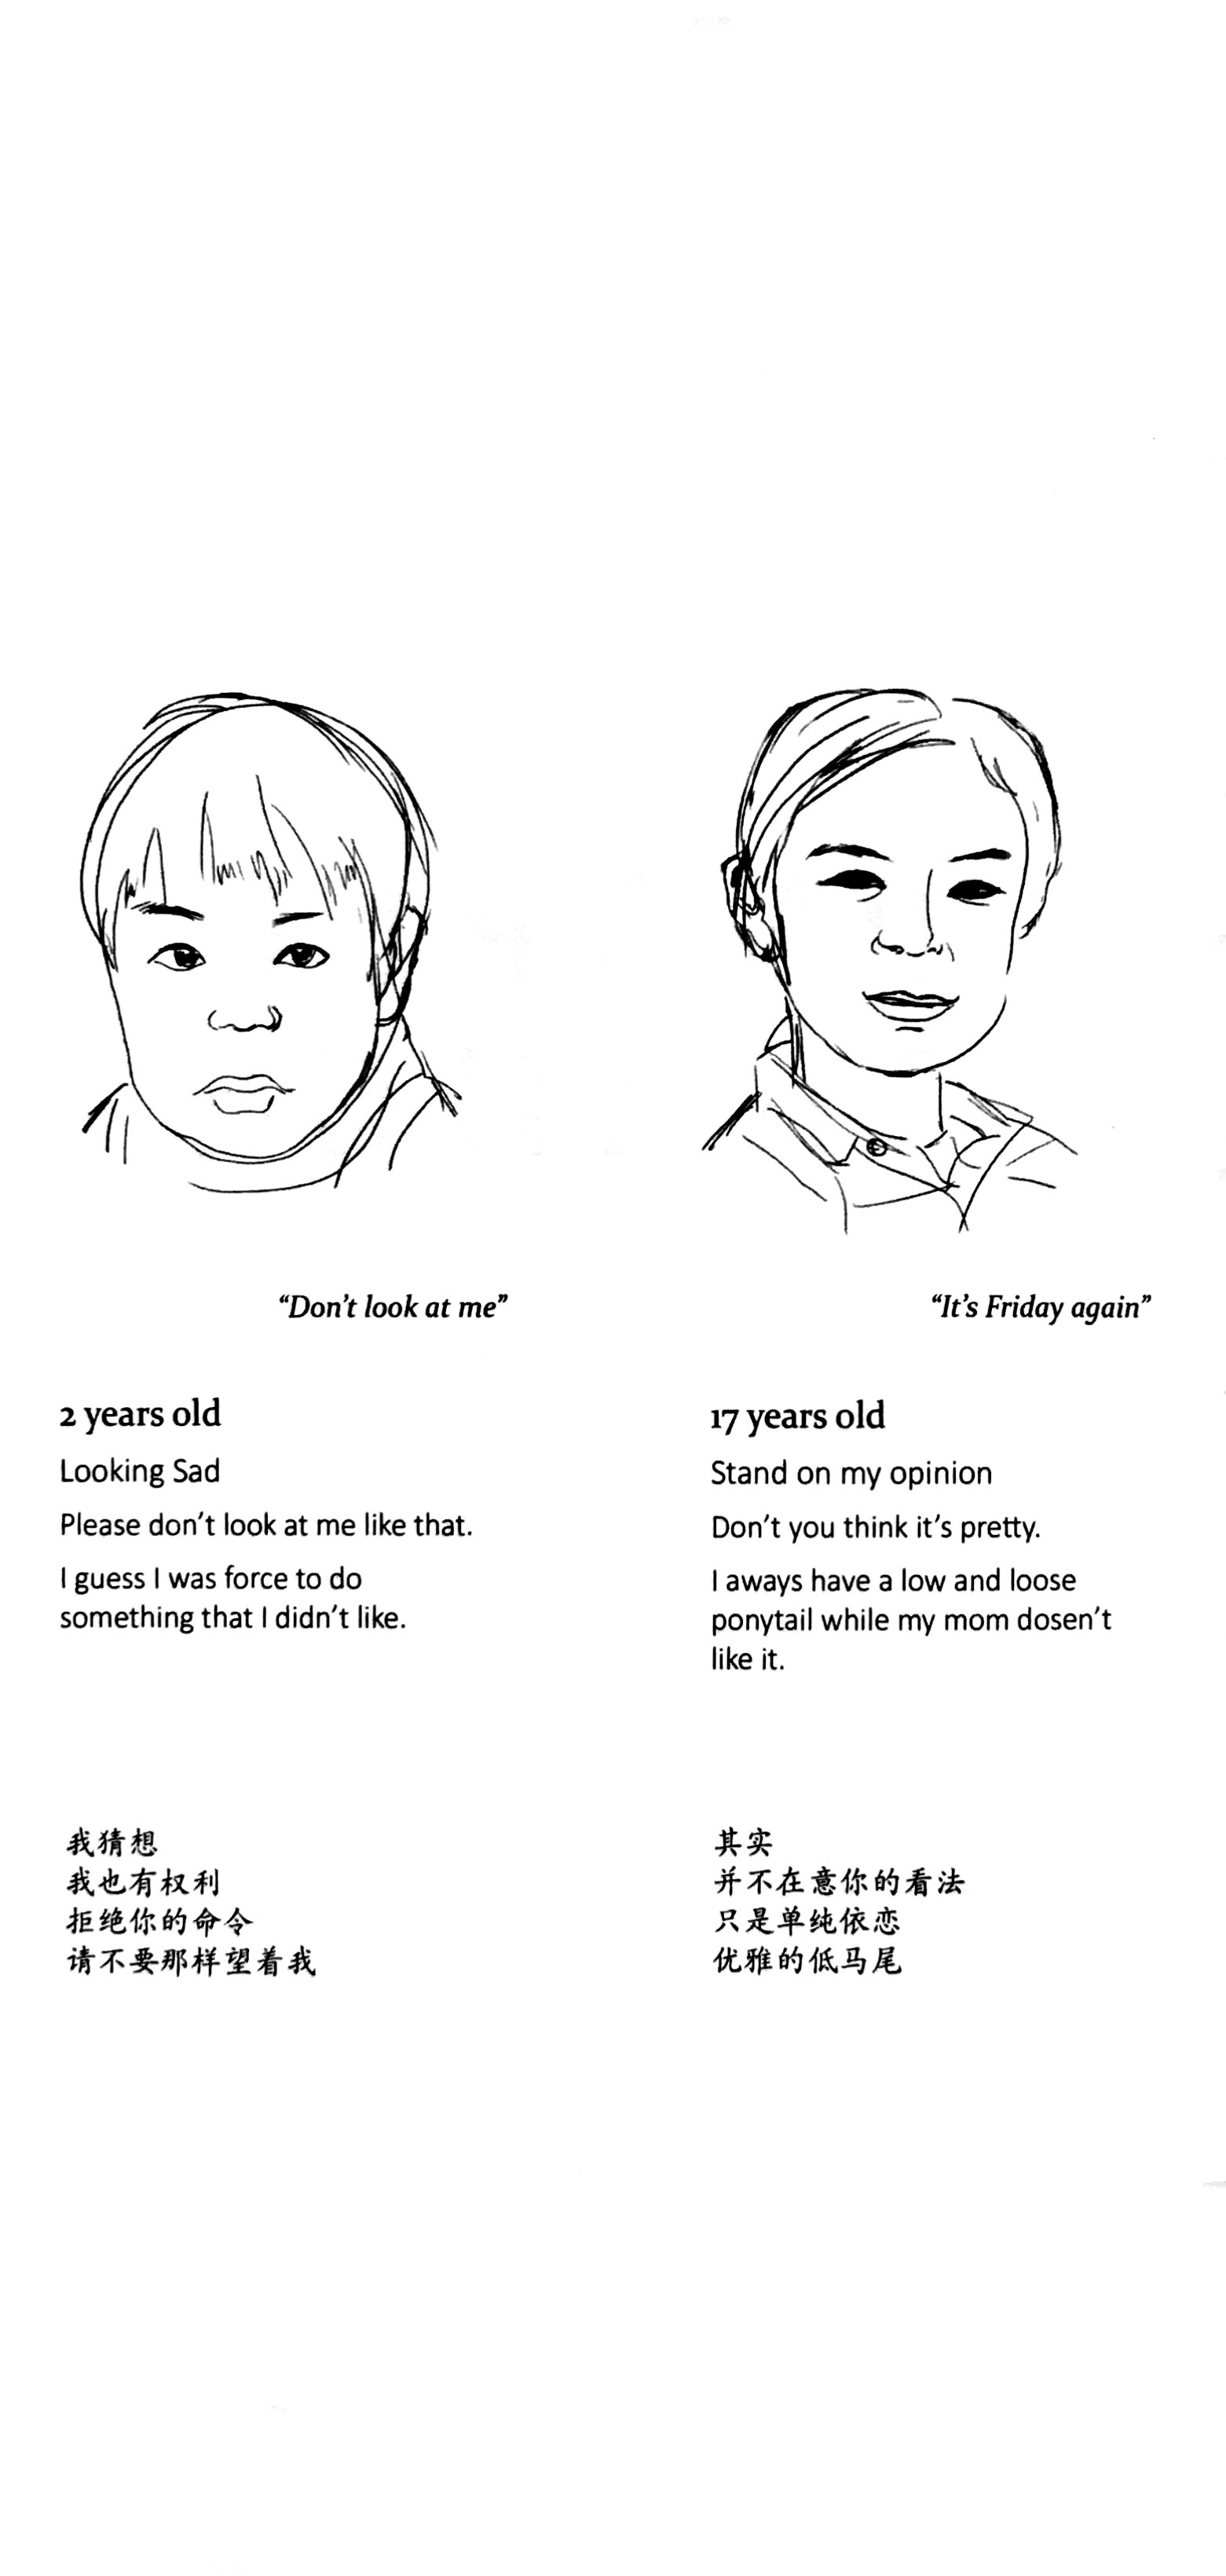 “Don’t look at me”
2 years old
Looking Sad
Please don’t look at me like that.
I guess I was force to do
something that I didn’t like.
我猜想
我也有权利
拒绝你的命令
请不要那样望着我
“It’s Friday again”
17 years old
Stand on my opinion
Don’t you think it’s pretty.
I aways have a low and loose
ponytail while my mom dosen’t
like it.
其实
并不在意你的看法
只是单纯依恋
优雅的低马尾